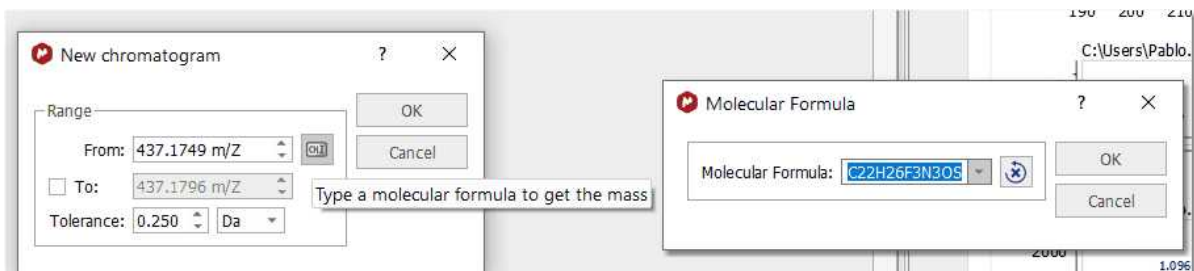 190 200 210
C:\Users\Pablo.
New chromatogram ? ×
Range
OK
From: 437.1749 m/Z
Cancel
To: 437.1796 m/Z
Type a molecular formula to get the mass
Tolerance: 0.250 Da
Molecular Formula ? ×
Molecular Formula: C22H26F3N3OS
OK
Cancel
2000
1.096